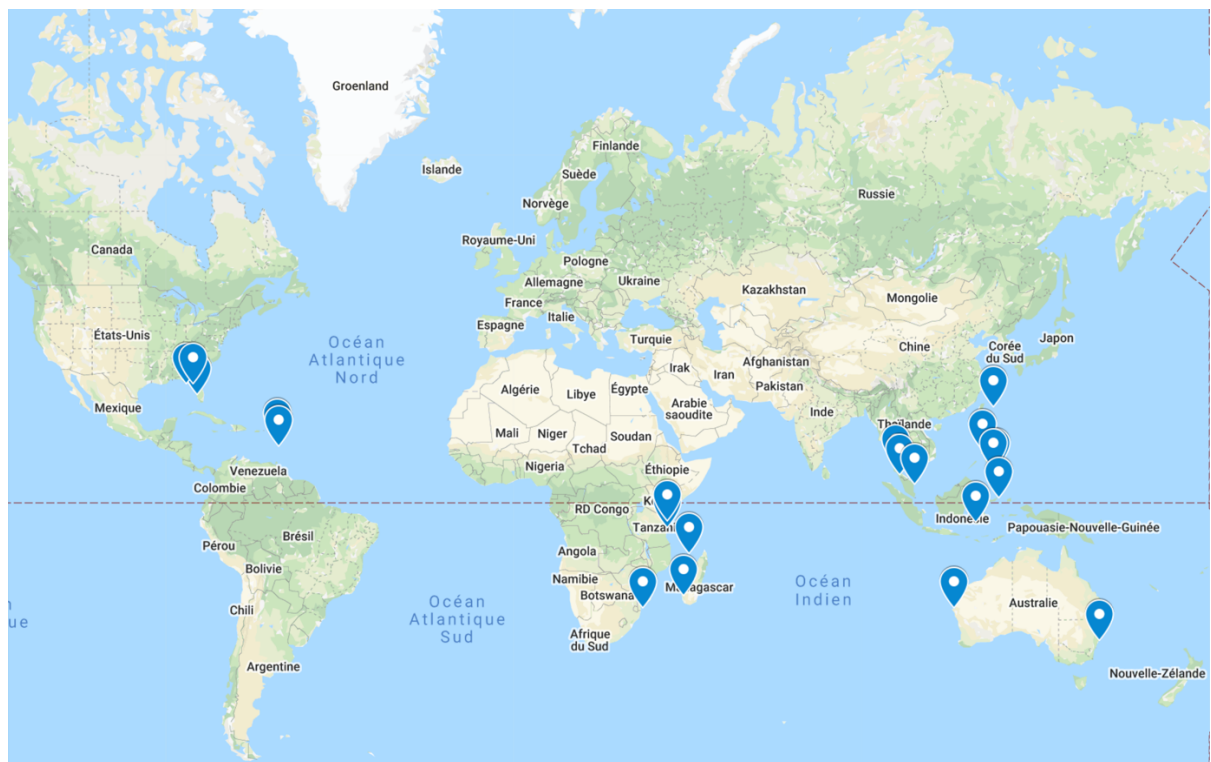 Groenland
Islande
Finlande
Suède
Norvège
Russie
Canada
Royaume-Uni
Pologne
Allemagne
Ukraine
Kazakhstan
Mongolie
France
Italie
Espagne
Turquie
États-Unis
Océan
Atlantique
Nord
Chine
Corée
du Sud
Japon
Afghanistan
Irak
Iran
Pakistan
Algérie
Libye
Égypte
Arabie
saoudite
Mexique
Inde
Thaïlande
Mali
Niger
Tchad
Soudan
Nigeria
Éthiopie
Venezuela
Colombie
RD Congo
Indonésie
Papouasie-Nouvelle-Guinée
Brésil
Pérou
Angola
Bolivie
Namibie
Botswana
Madagascar
Océan
Indien
Australie
Chili
Océan
Atlantique
Sud
Afrique
du Sud
Argentine
Nouvelle-Zélande